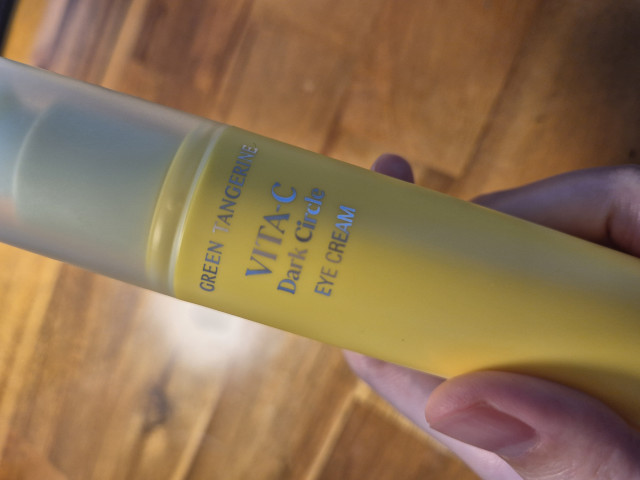 GREEN TANGERINE
VITA-C
Dark Circle
EYE CREAM